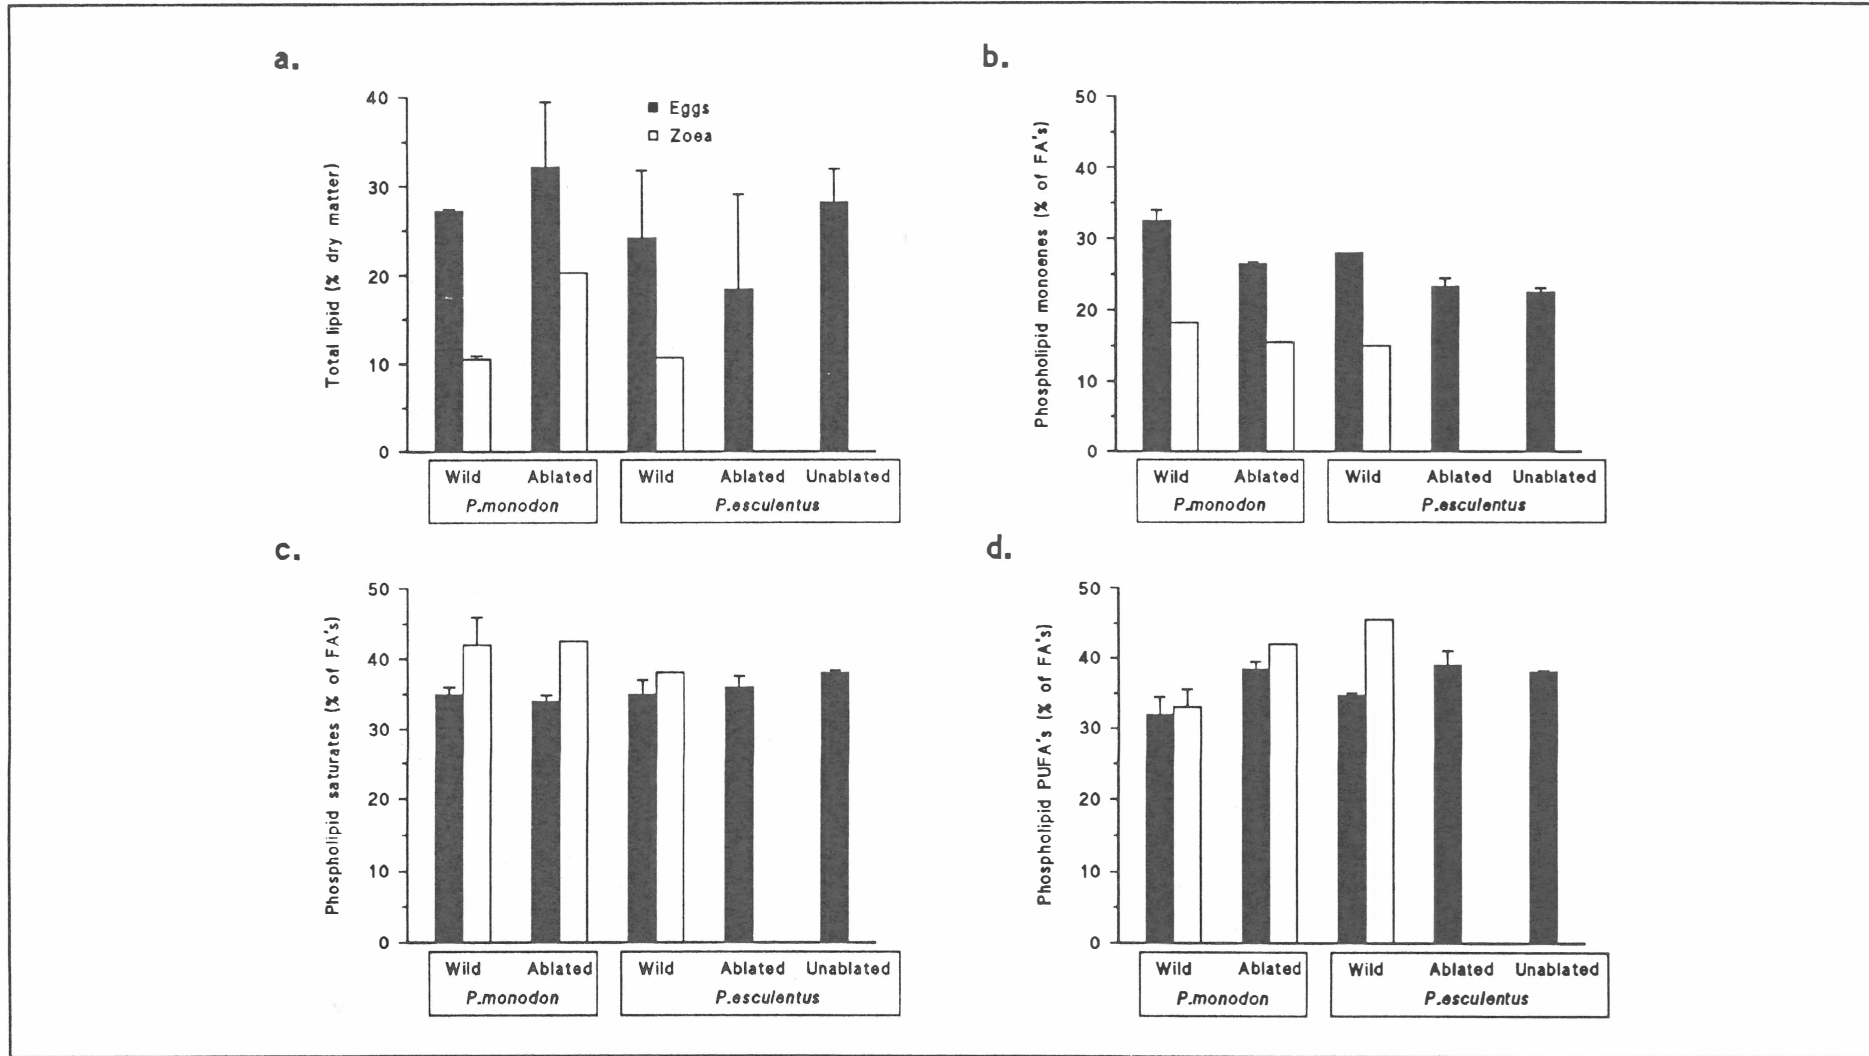 a.
Total lipid (% dry matter)
40
30
20
10
0
Eggs
Zoea
Wild Ablated Wild Ablated Unablated
P.monodon P.esculentus
b.
Phospholipid monoenes (% of FA's)
50
40
30
20
10
0
Wild Ablated Wild Ablated Unablated
P.monodon P.esculentus
c.
Phospholipid saturates (% of FA's)
50
40
30
20
10
0
Wild Ablated Wild Ablated Unablated
P.monodon P.esculentus
d.
Phospholipid PUFA's (% of FA's)
50
40
30
20
10
0
Wild Ablated Wild Ablated Unablated
P.monodon P.esculentus